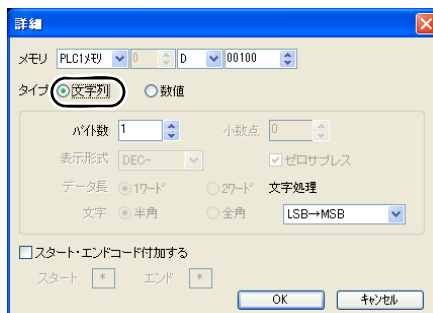 詳細
メモリ PLC1メモリ 0 D 00100
タイプ 文字列 数値
バイト数 1 小数点 0
表示形式 DEC- ゼロサプレス
データ長 1ワード 2ワード 文字処理
文字 半角 全角 LSB→MSB
スタート・エンドコード付加する
スタート * エンド *
OK キャンセル